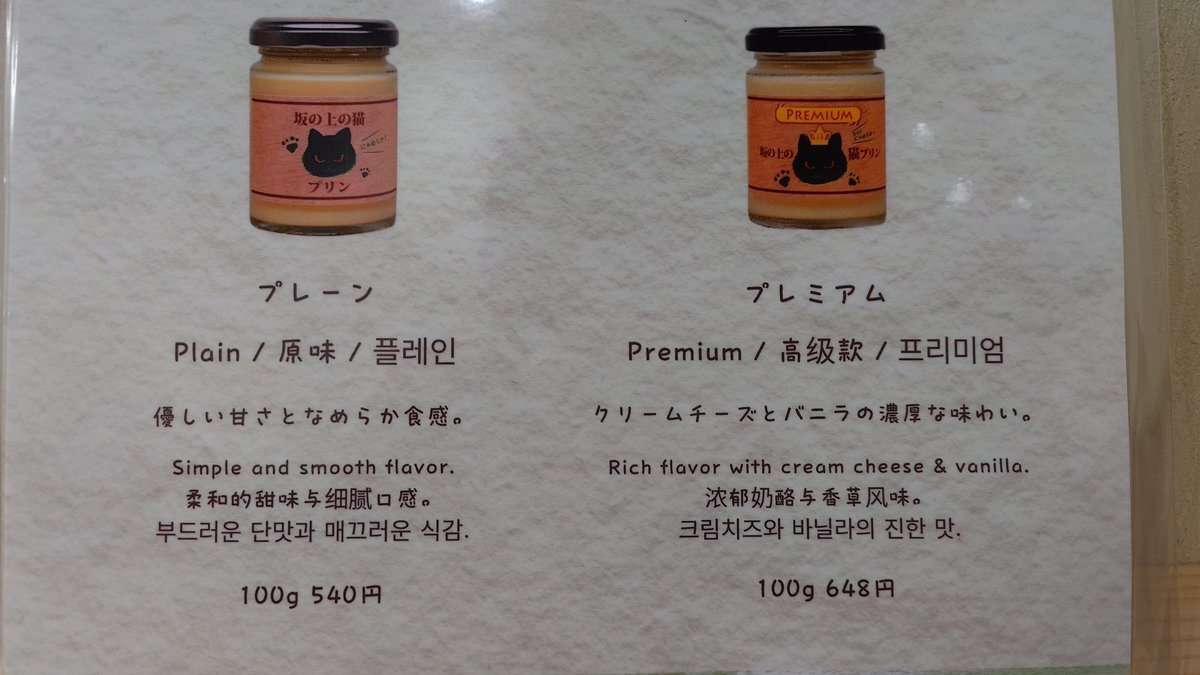 坂の上の猫
プリン
プレーン
Plain / 原味 / 플레인
優しい甘さとなめらか食感。
Simple and smooth flavor.
柔和的甜味与细腻口感。
부드러운 단맛과 매끄러운 식감.
100g 540円
PREMIUM
坂の上の猫プリン
プレミアム
Premium / 高级款 / 프리미엄
クリームチーズとバニラの濃厚な味わい。
Rich flavor with cream cheese & vanilla.
浓郁奶酪与香草风味。
크림치즈와 바닐라의 진한 맛.
100g 648円